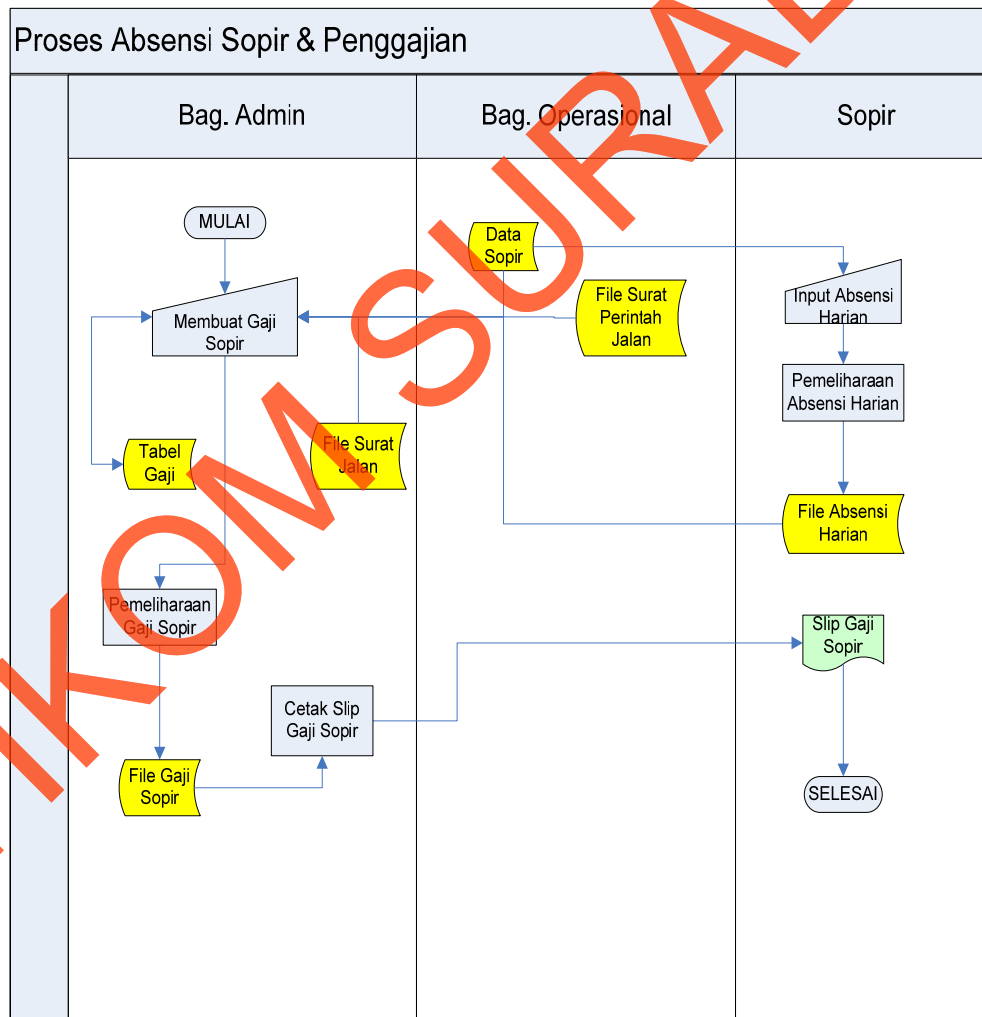 Proses Absensi Sopir & Penggajian
Bag. Admin
Bag. Operasional
Sopir
MULAI
Membuat Gaji
Sopir
Tabel
Gaji
File Surat
Jalan
Pemeliharaan
Gaji Sopir
File Gaji
Sopir
Cetak Slip
Gaji Sopir
Data
Sopir
File Surat
Perintah
Jalan
Input Absensi
Harian
Pemeliharaan
Absensi Harian
File Absensi
Harian
Slip Gaji
Sopir
SELESAI
IKOM SURA